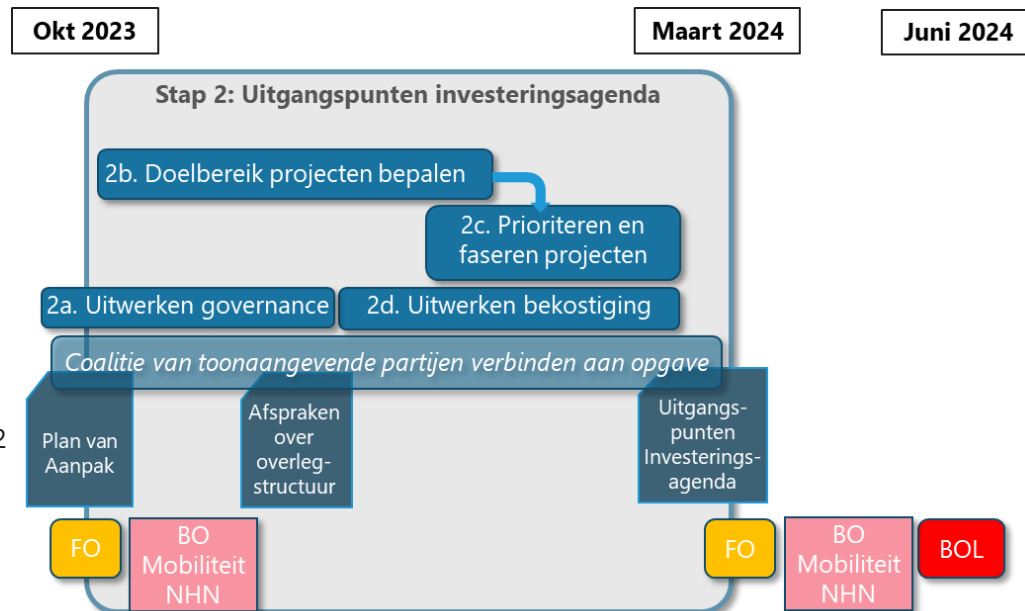 Okt 2023
Maart 2024
Juni 2024
Stap 2: Uitgangspunten investeringsagenda
2b. Doelbereik projecten bepalen
2c. Prioriteren en
faseren projecten
2a. Uitwerken governance
2d. Uitwerken bekostiging
Coalitie van toonaangevende partijen verbinden aan opgave
2
Plan van
Aanpak
Afspraken
over
overleg-
structuur
Uitgangs-
punten
Investerings-
agenda
FO
BO
Mobiliteit
NHN
FO
BO
Mobiliteit
NHN
BOL